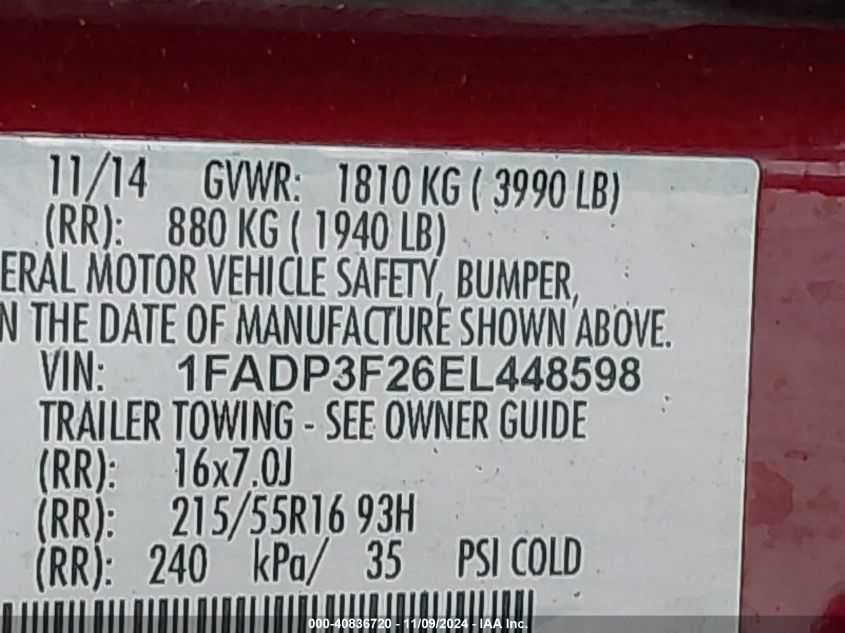 11/14 GVWR: 1810 KG ( 3990 LB)
(RR): 880 KG ( 1940 LB)
ERAL MOTOR VEHICLE SAFETY, BUMPER,
N THE DATE OF MANUFACTURE SHOWN ABOVE.
VIN: 1FADP3F26EL448598
TRAILER TOWING - SEE OWNER GUIDE
(RR): 16x7.0J
(RR): 215/55R16 93H
(RR): 240 kPa/ 35 PSI COLD
000-40836720 - 11/09/2024 - IAA Inc.